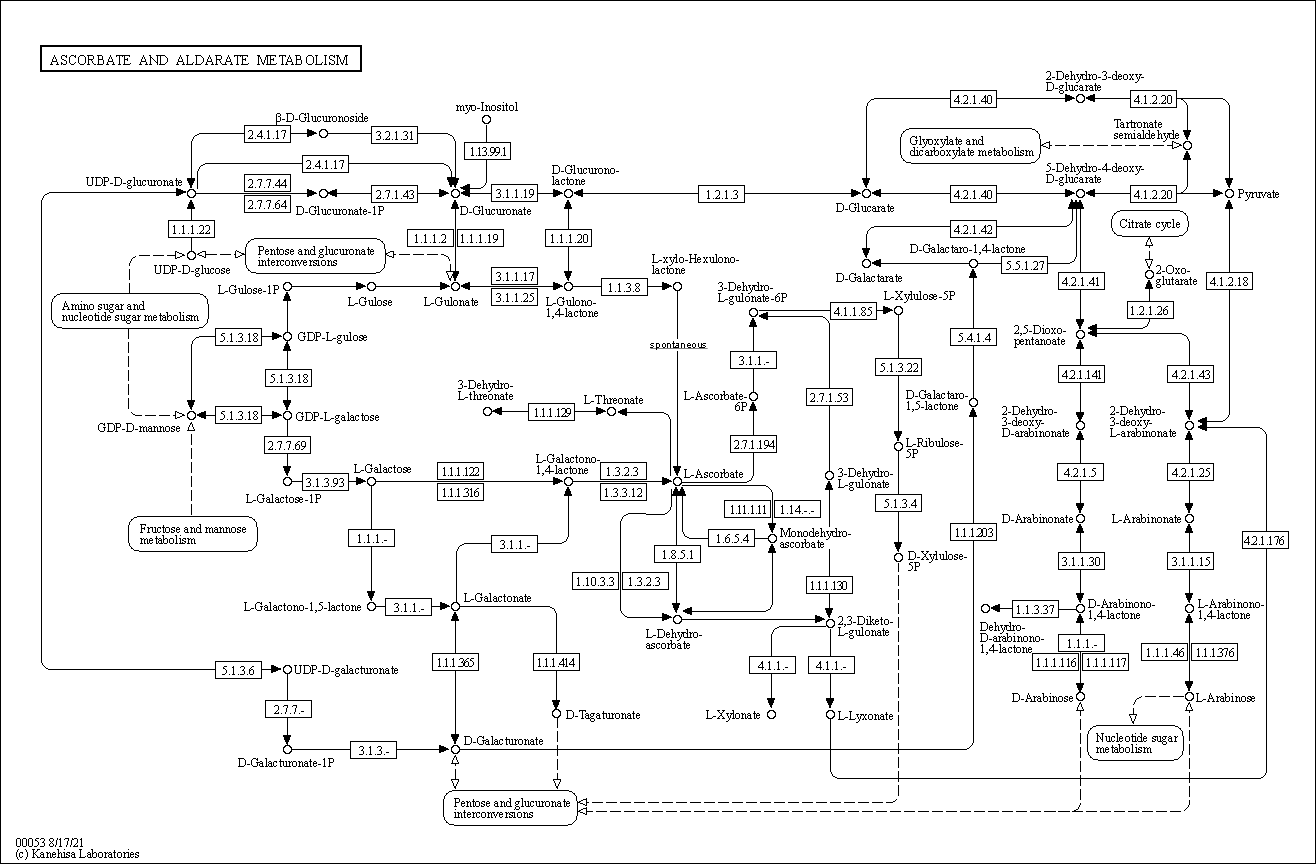 ASCORBATE AND ALDARATE METABOLISM
2-Dehydro-3-deoxy-
D-glucarate
4.2.1.40
4.1.2.20
myo-Inositol
β-D-Glucuronoside
2.4.1.17
3.2.1.31
Tartronate
semialdehyde
Glyoxylate and
dicarboxylate metabolism
1.13.99.1
2.4.1.17
D-Glucurono-
lactone
5-Dehydro-4-deoxy-
D-glucarate
UDP-D-glucuronate
2.7.7.44
2.7.7.64
D-Glucuronate-1P
2.7.1.43
D-Glucuronate
3.1.1.19
1.2.1.3
D-Glucarate
4.2.1.40
4.1.2.20
Pyruvate
1.1.1.22
1.1.1.2
1.1.1.19
1.1.1.20
4.2.1.42
Citrate cycle
D-Galactaro-1,4-lactone
Pentose and glucuronate
interconversions
UDP-D-glucose
L-xylo-Hexulono-
lactone
D-Galactarate
5.5.1.27
2-Oxo-
glutarate
4.2.1.41
4.1.2.18
L-Gulose-1P
L-Gulose
L-Gulonate
3.1.1.17
3.1.1.25
L-Gulono-
1,4-lactone
1.1.3.8
3-Dehydro-
L-gulonate-6P
L-Xylulose-5P
Amino sugar and
nucleotide sugar metabolism
4.1.1.85
1.2.1.26
5.1.3.18
GDP-L-gulose
spontaneous
5.4.1.4
2,5-Dioxo-
pentanoate
3.1.1.-
5.1.3.22
5.1.3.18
4.2.1.141
4.2.1.43
3-Dehydro-
L-threonate
L-Threonate
L-Ascorbate-
6P
2.7.1.53
D-Galactaro-
1,5-lactone
1.1.1.129
5.1.3.18
GDP-L-galactose
GDP-D-mannose
2-Dehydro-
3-deoxy-
D-arabinonate
2-Dehydro-
3-deoxy-
L-arabinonate
2.7.7.69
2.7.1.194
L-Ribulose-
5P
L-Galactose
1.1.1.122
1.1.1.316
L-Galactono-
1,4-lactone
1.3.2.3
1.3.3.12
L-Ascorbate
3-Dehydro-
L-gulonate
4.2.1.5
4.2.1.25
3.1.3.93
L-Galactose-1P
1.11.1.11
1.14.-.-
5.1.3.4
D-Arabinonate
L-Arabinonate
Fructose and mannose
metabolism
1.1.1.-
3.1.1.-
1.6.5.4
Monodehydro-
ascorbate
1.1.1.203
4.2.1.176
1.8.5.1
D-Xylulose-
5P
3.1.1.30
3.1.1.15
1.10.3.3
1.3.2.3
1.1.1.130
L-Galactono-1,5-lactone
3.1.1.-
L-Galactonate
1.1.3.37
D-Arabinono-
1,4-lactone
L-Arabinono-
1,4-lactone
L-Dehydro-
ascorbate
2,3-Diketo-
L-gulonate
Dehydro-
D-arabinono-
1,4-lactone
1.1.1.-
5.1.3.6
UDP-D-galacturonate
1.1.1.365
1.1.1.414
4.1.1.-
4.1.1.-
1.1.1.116
1.1.1.117
1.1.1.46
1.1.1.376
D-Arabinose
L-Arabinose
2.7.7.-
D-Tagaturonate
L-Xylonate
L-Lyxonate
D-Galacturonate
Nucleotide sugar
metabolism
3.1.3.-
D-Galacturonate-1P
Pentose and glucuronate
interconversions
00053 8/17/21
(c) Kanehisa Laboratories